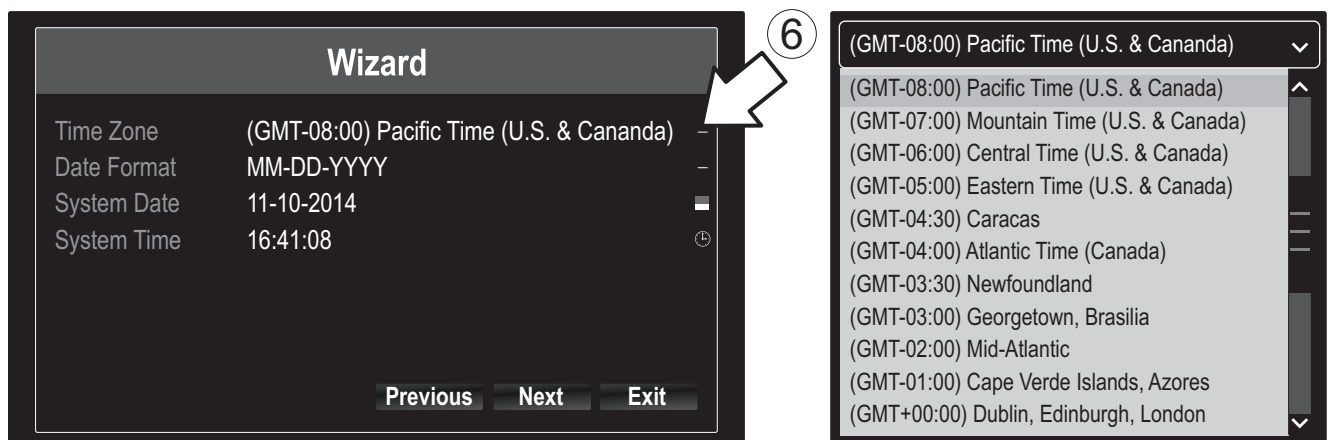 Wizard
Time Zone (GMT-08:00) Pacific Time (U.S. & Cananda)
Date Format MM-DD-YYYY
System Date 11-10-2014
System Time 16:41:08
Previous Next Exit
6
(GMT-08:00) Pacific Time (U.S. & Cananda)
(GMT-08:00) Pacific Time (U.S. & Canada)
(GMT-07:00) Mountain Time (U.S. & Canada)
(GMT-06:00) Central Time (U.S. & Canada)
(GMT-05:00) Eastern Time (U.S. & Canada)
(GMT-04:30) Caracas
(GMT-04:00) Atlantic Time (Canada)
(GMT-03:30) Newfoundland
(GMT-03:00) Georgetown, Brasilia
(GMT-02:00) Mid-Atlantic
(GMT-01:00) Cape Verde Islands, Azores
(GMT+00:00) Dublin, Edinburgh, London